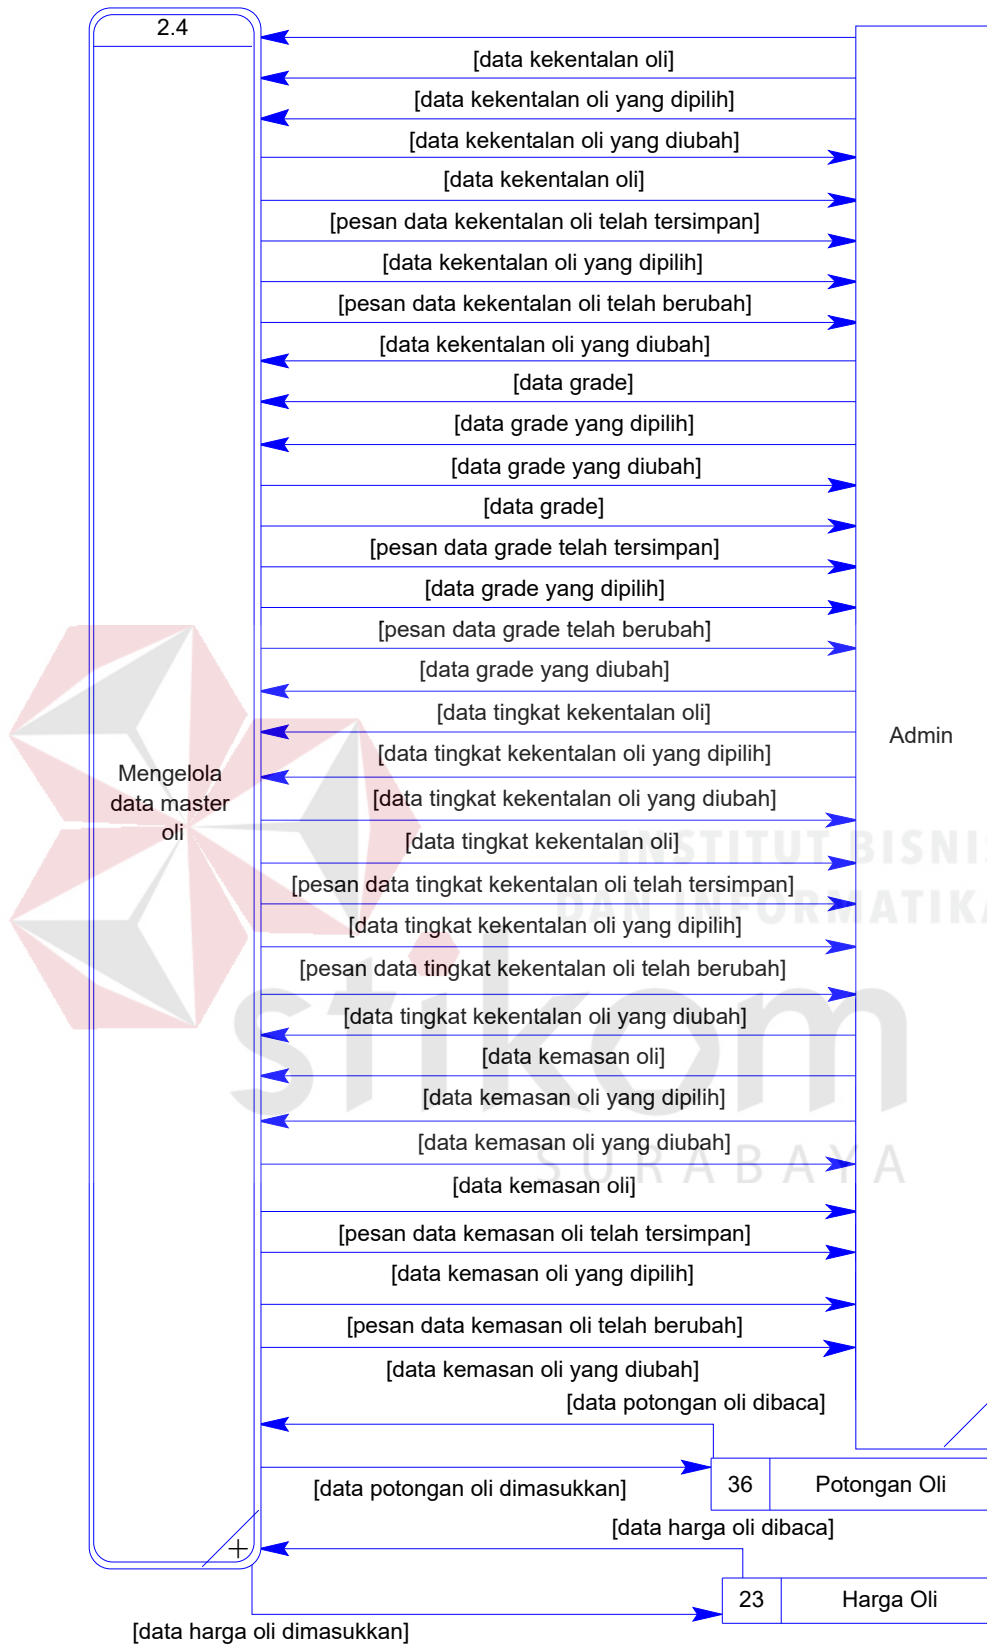 2.4
[data kekentalan oli]
[data kekentalan oli yang dipilih]
[data kekentalan oli yang diubah]
[data kekentalan oli]
[pesan data kekentalan oli telah tersimpan]
[data kekentalan oli yang dipilih]
[pesan data kekentalan oli telah berubah]
[data kekentalan oli yang diubah]
[data grade]
[data grade yang dipilih]
[data grade yang diubah]
[data grade]
[pesan data grade telah tersimpan]
[data grade yang dipilih]
[pesan data grade telah berubah]
[data grade yang diubah]
[data tingkat kekentalan oli]
Admin
[data tingkat kekentalan oli yang dipilih]
Mengelola
data master
oli
[data tingkat kekentalan oli yang diubah]
[data tingkat kekentalan oli]
INSTITUT BISNIS
[pesan data tingkat kekentalan oli telah tersimpan]
DAN INFORMATIKA
[data tingkat kekentalan oli yang dipilih]
[pesan data tingkat kekentalan oli telah berubah]
stikom
[data tingkat kekentalan oli yang diubah]
[data kemasan oli]
[data kemasan oli yang dipilih]
[data kemasan oli yang diubah]
SURABAYA
[data kemasan oli]
[pesan data kemasan oli telah tersimpan]
[data kemasan oli yang dipilih]
[pesan data kemasan oli telah berubah]
[data kemasan oli yang diubah]
[data potongan oli dibaca]
36 Potongan Oli
[data potongan oli dimasukkan]
[data harga oli dibaca]
23 Harga Oli
[data harga oli dimasukkan]